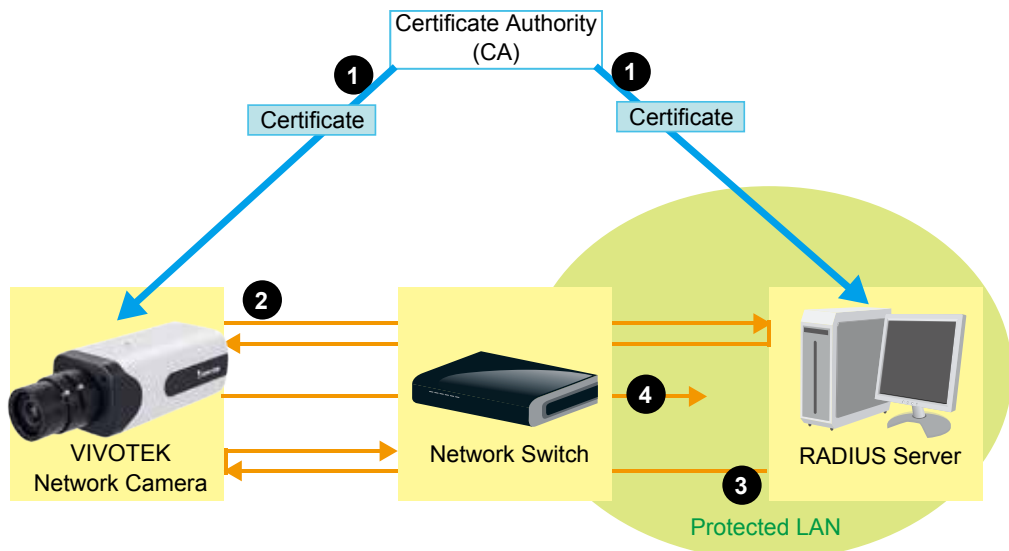 Certificate Authority
(CA)
1
1
Certificate
Certificate
2
4
VIVOTEK
Network Camera
Network Switch
RADIUS Server
3
Protected LAN